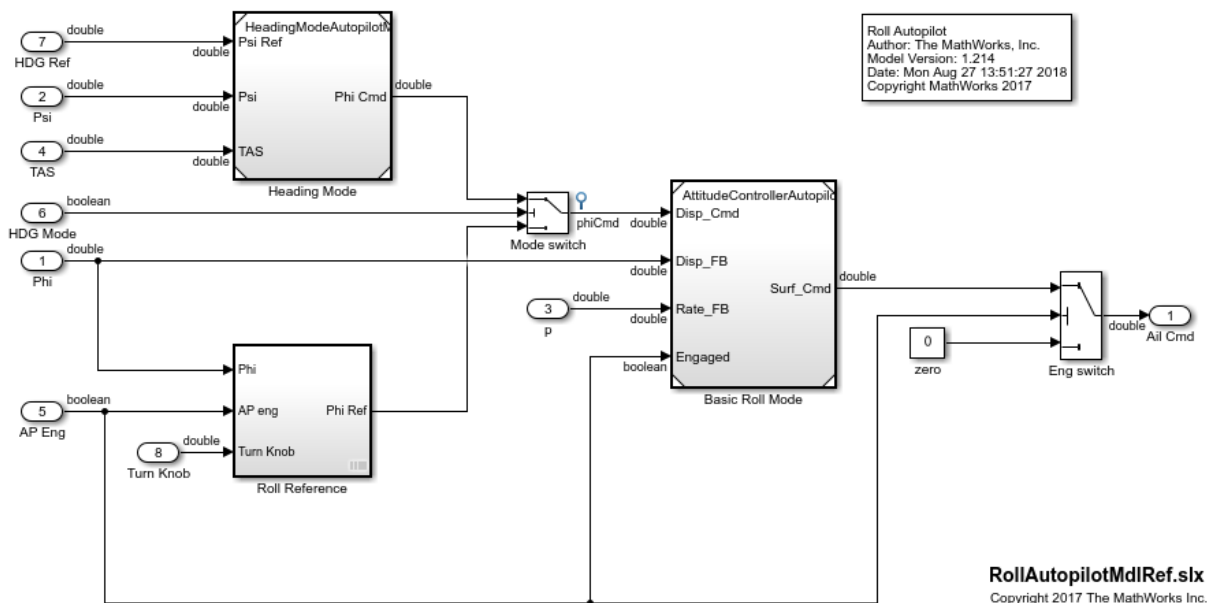 HeadingModeAutopilotM
double
7
HDG Ref
double
Psi Ref
double
2
Psi
double
Psi
Phi Cmd
double
double
4
TAS
double
TAS
Heading Mode
boolean
6
HDG Mode
Mode switch
phiCmd
double
1
Phi
AttitudeControllerAutopilo
double
Disp_Cmd
double
Disp_FB
double
3
p
double
Rate_FB
boolean
Engaged
Surf_Cmd
double
Basic Roll Mode
0
zero
Eng switch
double
1
Ail Cmd
Phi
boolean
5
AP Eng
AP eng
Phi Ref
double
8
Turn Knob
Turn Knob
Roll Reference
Roll Autopilot
Author: The MathWorks, Inc.
Model Version: 1.214
Date: Mon Aug 27 13:51:27 2018
Copyright MathWorks 2017
RollAutopilotMdlRef.slx
Copyright 2017 The MathWorks Inc.